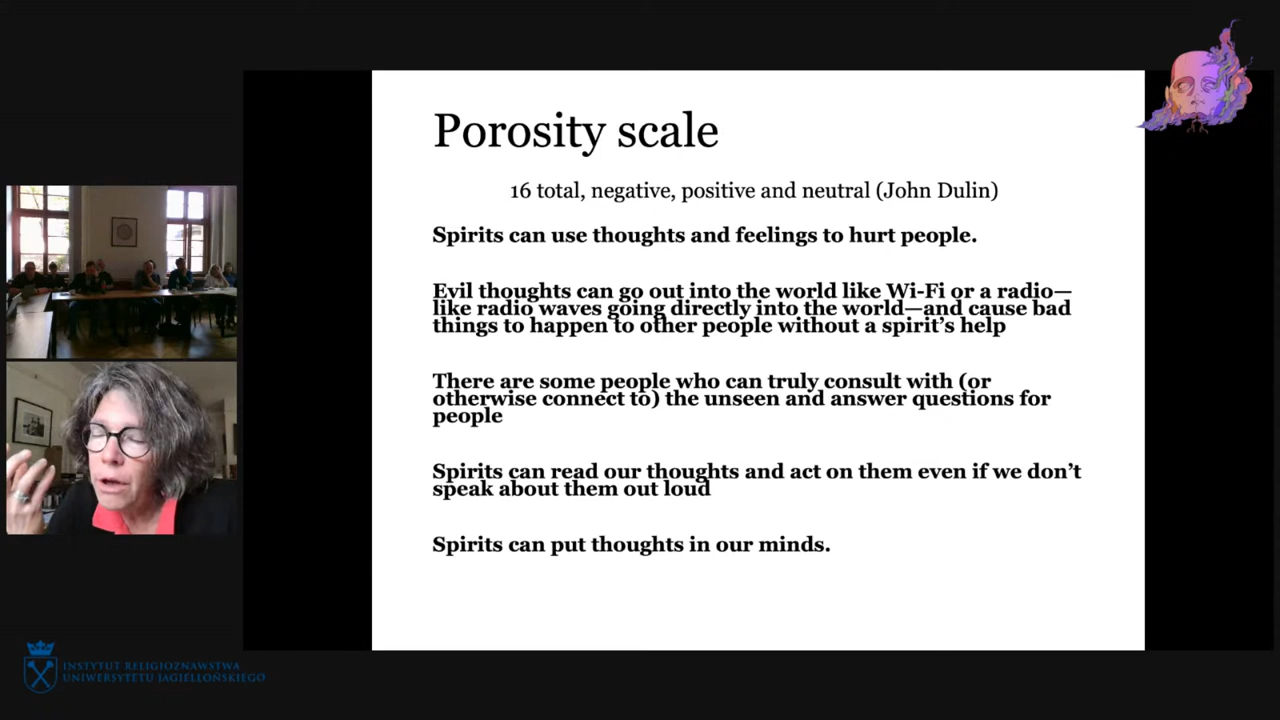 Porosity scale
16 total, negative, positive and neutral (John Dulin)
Spirits can use thoughts and feelings to hurt people.
Evil thoughts can go out into the world like Wi-Fi or a radio—
like radio waves going directly into the world—and cause bad
things to happen to other people without a spirit’s help
There are some people who can truly consult with (or
otherwise connect to) the unseen and answer questions for
people
Spirits can read our thoughts and act on them even if we don’t
speak about them out loud
Spirits can put thoughts in our minds.
INSTYTUT RELIGIOZNAWSTWA
UNIWERSYTETU JAGIELLOŃSKIEGO